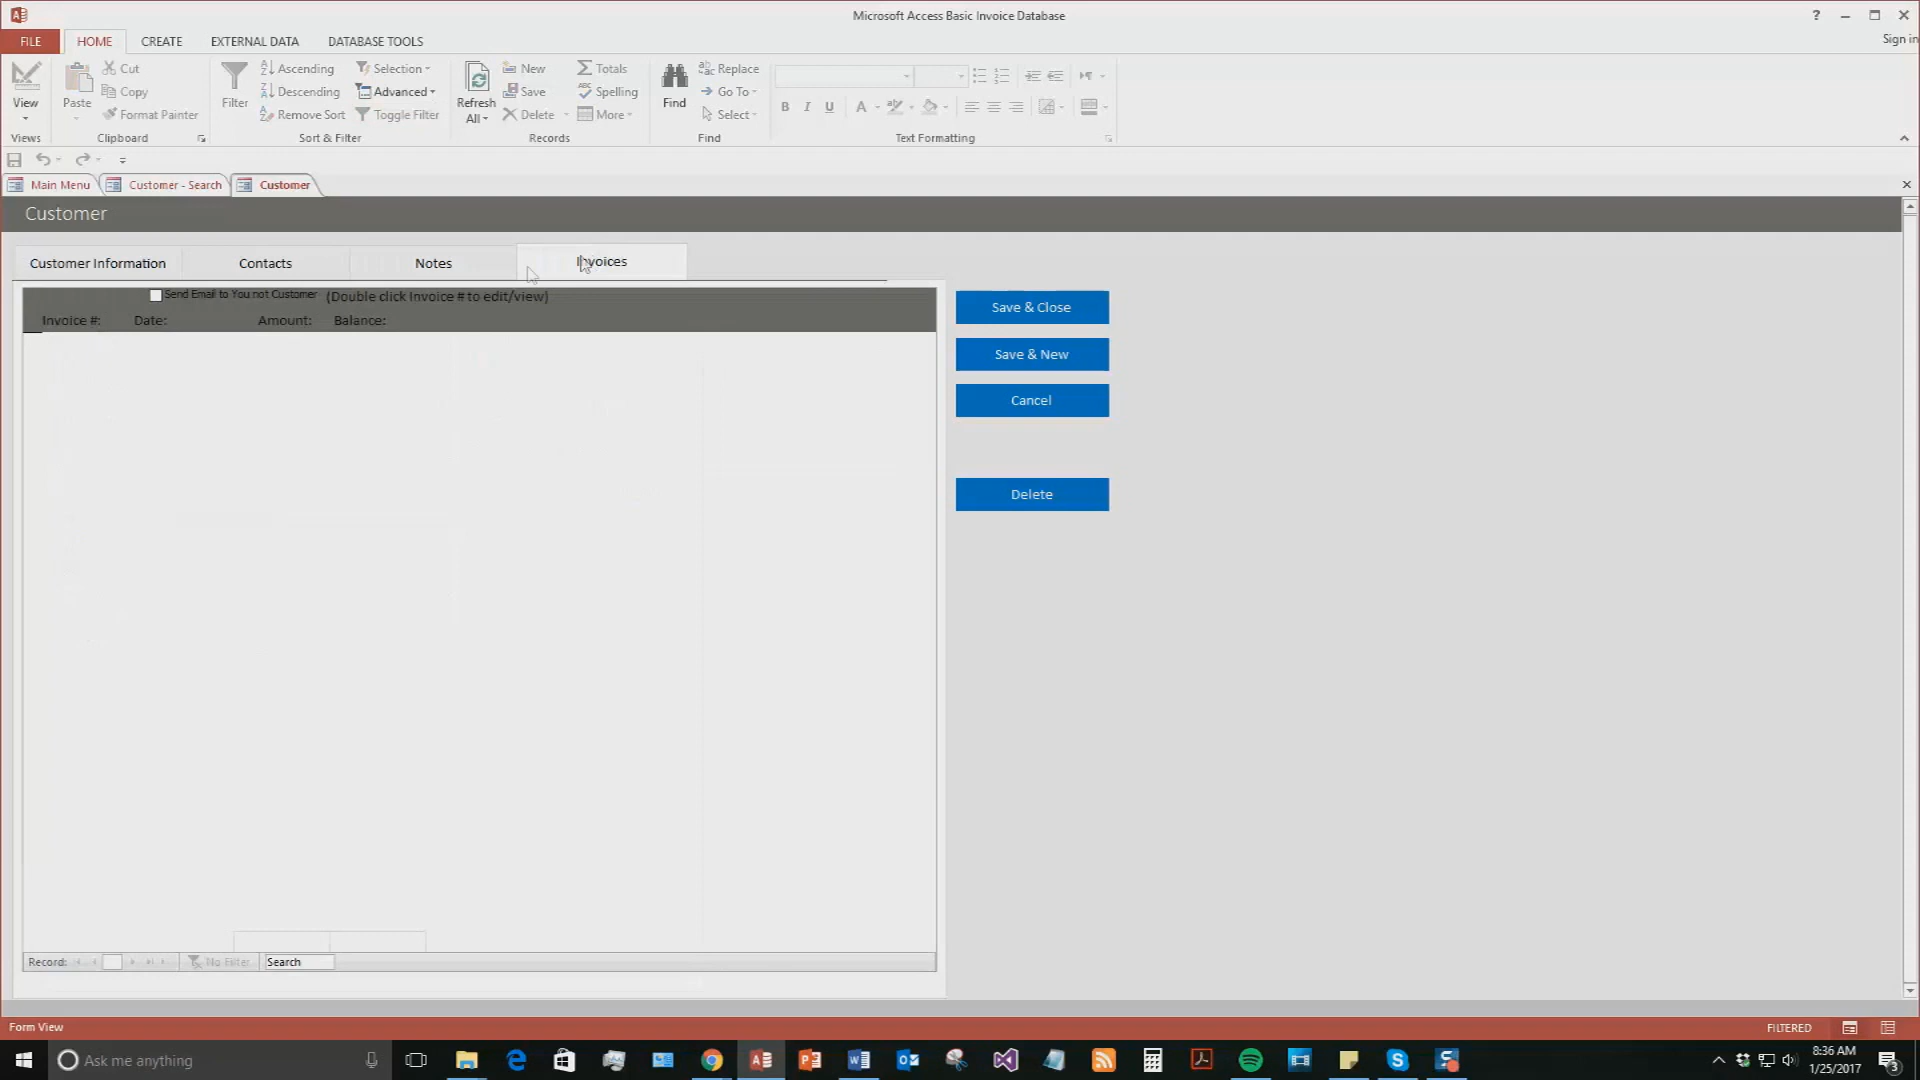 Microsoft Access Basic Invoice Database
?
Sign in
FILE HOME CREATE EXTERNAL DATA DATABASE TOOLS
View
Views
Paste
Cut
Copy
Format Painter
Clipboard
Filter
Ascending
Descending
Remove Sort
Selection
Advanced
Toggle Filter
Sort & Filter
Refresh
All
New
Save
Delete
Totals
Spelling
More
Records
Find
Replace
Go To
Select
Find
B I U A
Text Formatting
Main Menu Customer - Search Customer
Customer
Customer Information Contacts Notes Invoices
Send Email to You not Customer (Double click Invoice # to edit/view)
Invoice #: Date: Amount: Balance:
Save & Close
Save & New
Cancel
Delete
Record: No Filter Search
Form View FILTERED
Ask me anything
8:36 AM
1/25/2017
3